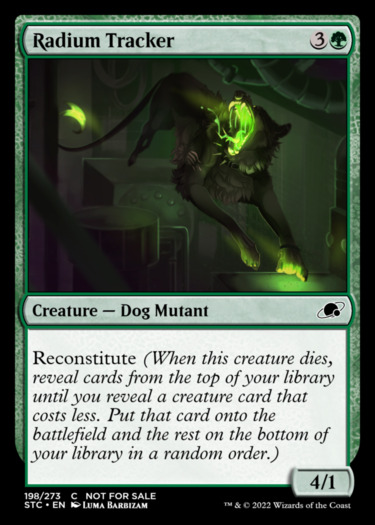 Radium Tracker 3
Creature — Dog Mutant
Reconstitute (When this creature dies,
reveal cards from the top of your library
until you reveal a creature card that
costs less. Put that card onto the
battlefield and the rest on the bottom of
your library in a random order.)
4/1
198/273 C NOT FOR SALE
STC • EN Luma Barbizam
™ & © 2022 Wizards of the Coast